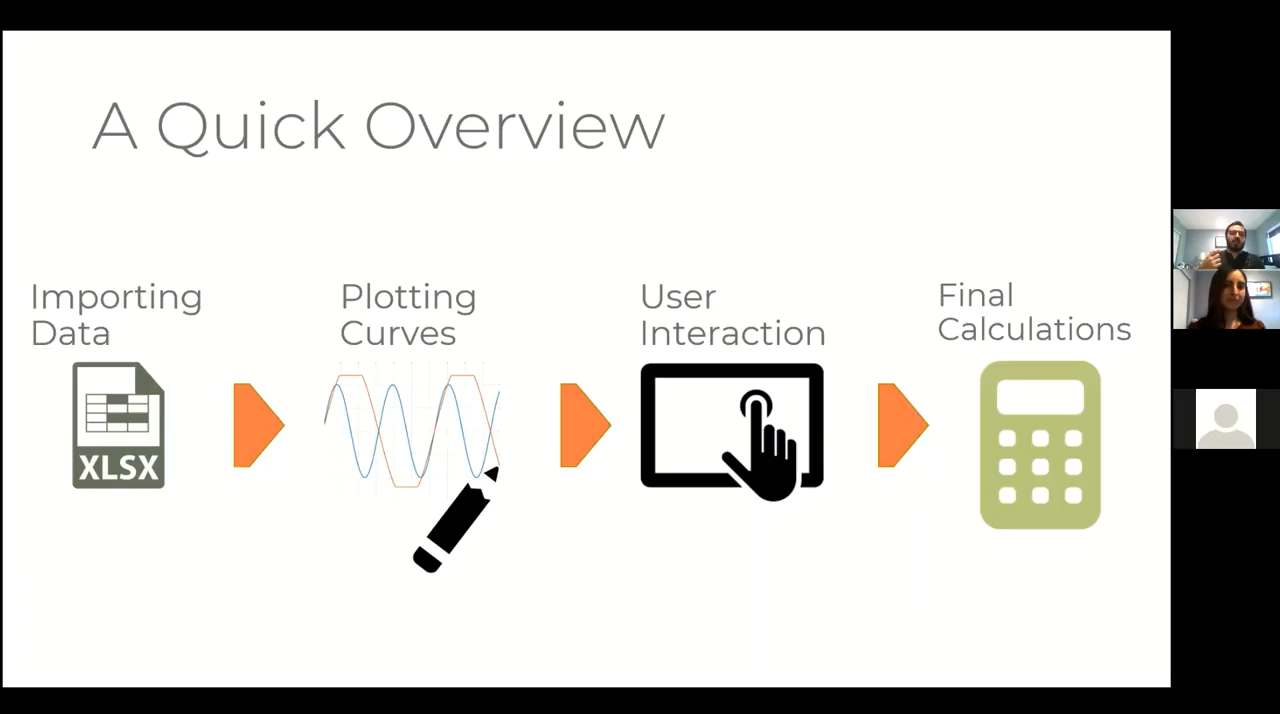 A Quick Overview
Importing
Data
Plotting
Curves
User
Interaction
Final
Calculations
XLSX